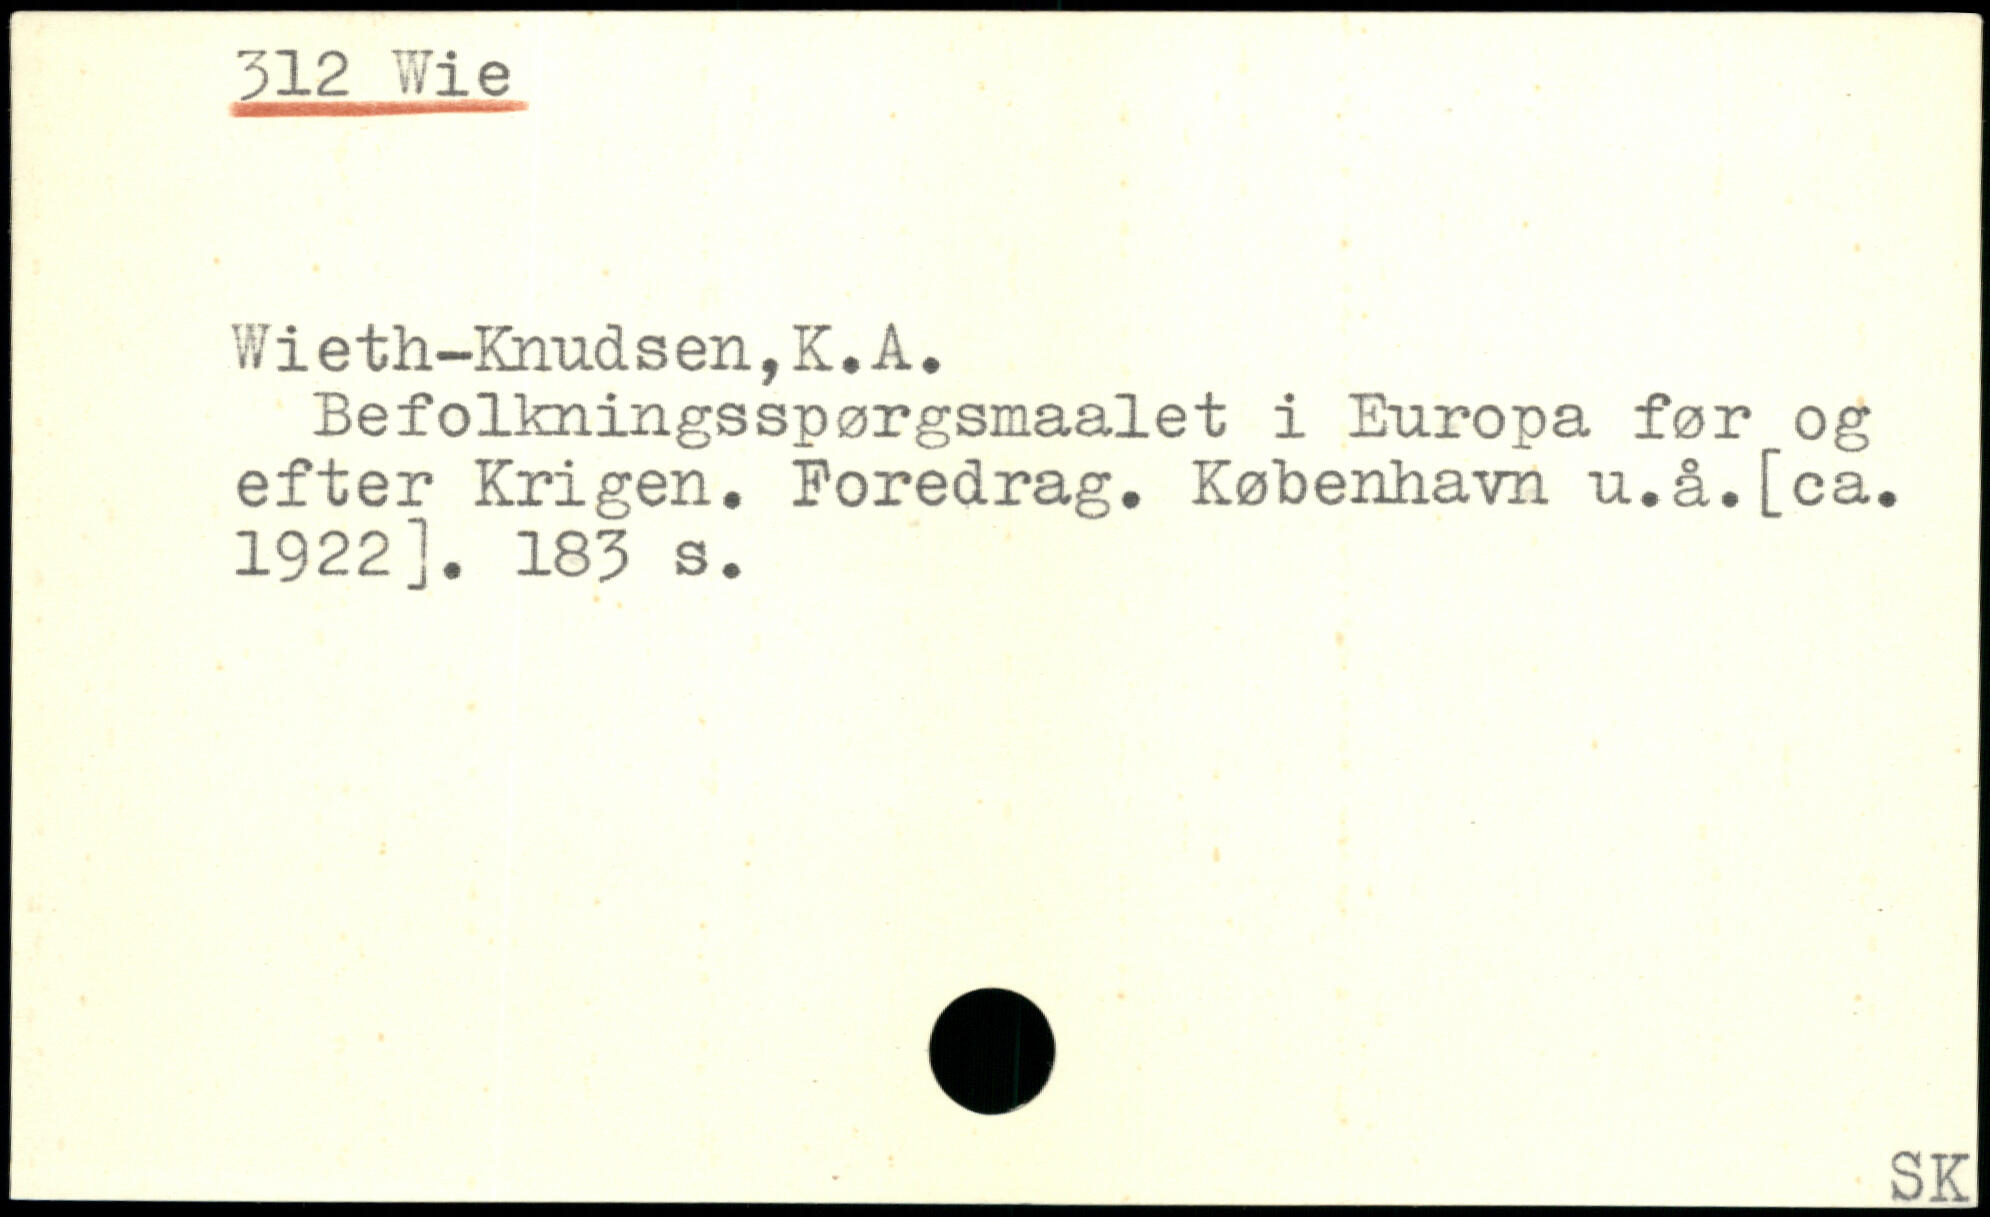 312 Wie
Wieth-Knudsen,K.A.
Befolkningsspørgsmaalet i Europa før og
efter Krigen. Foredrag. København u.å.[ca.
1922]. 183 s.
SK